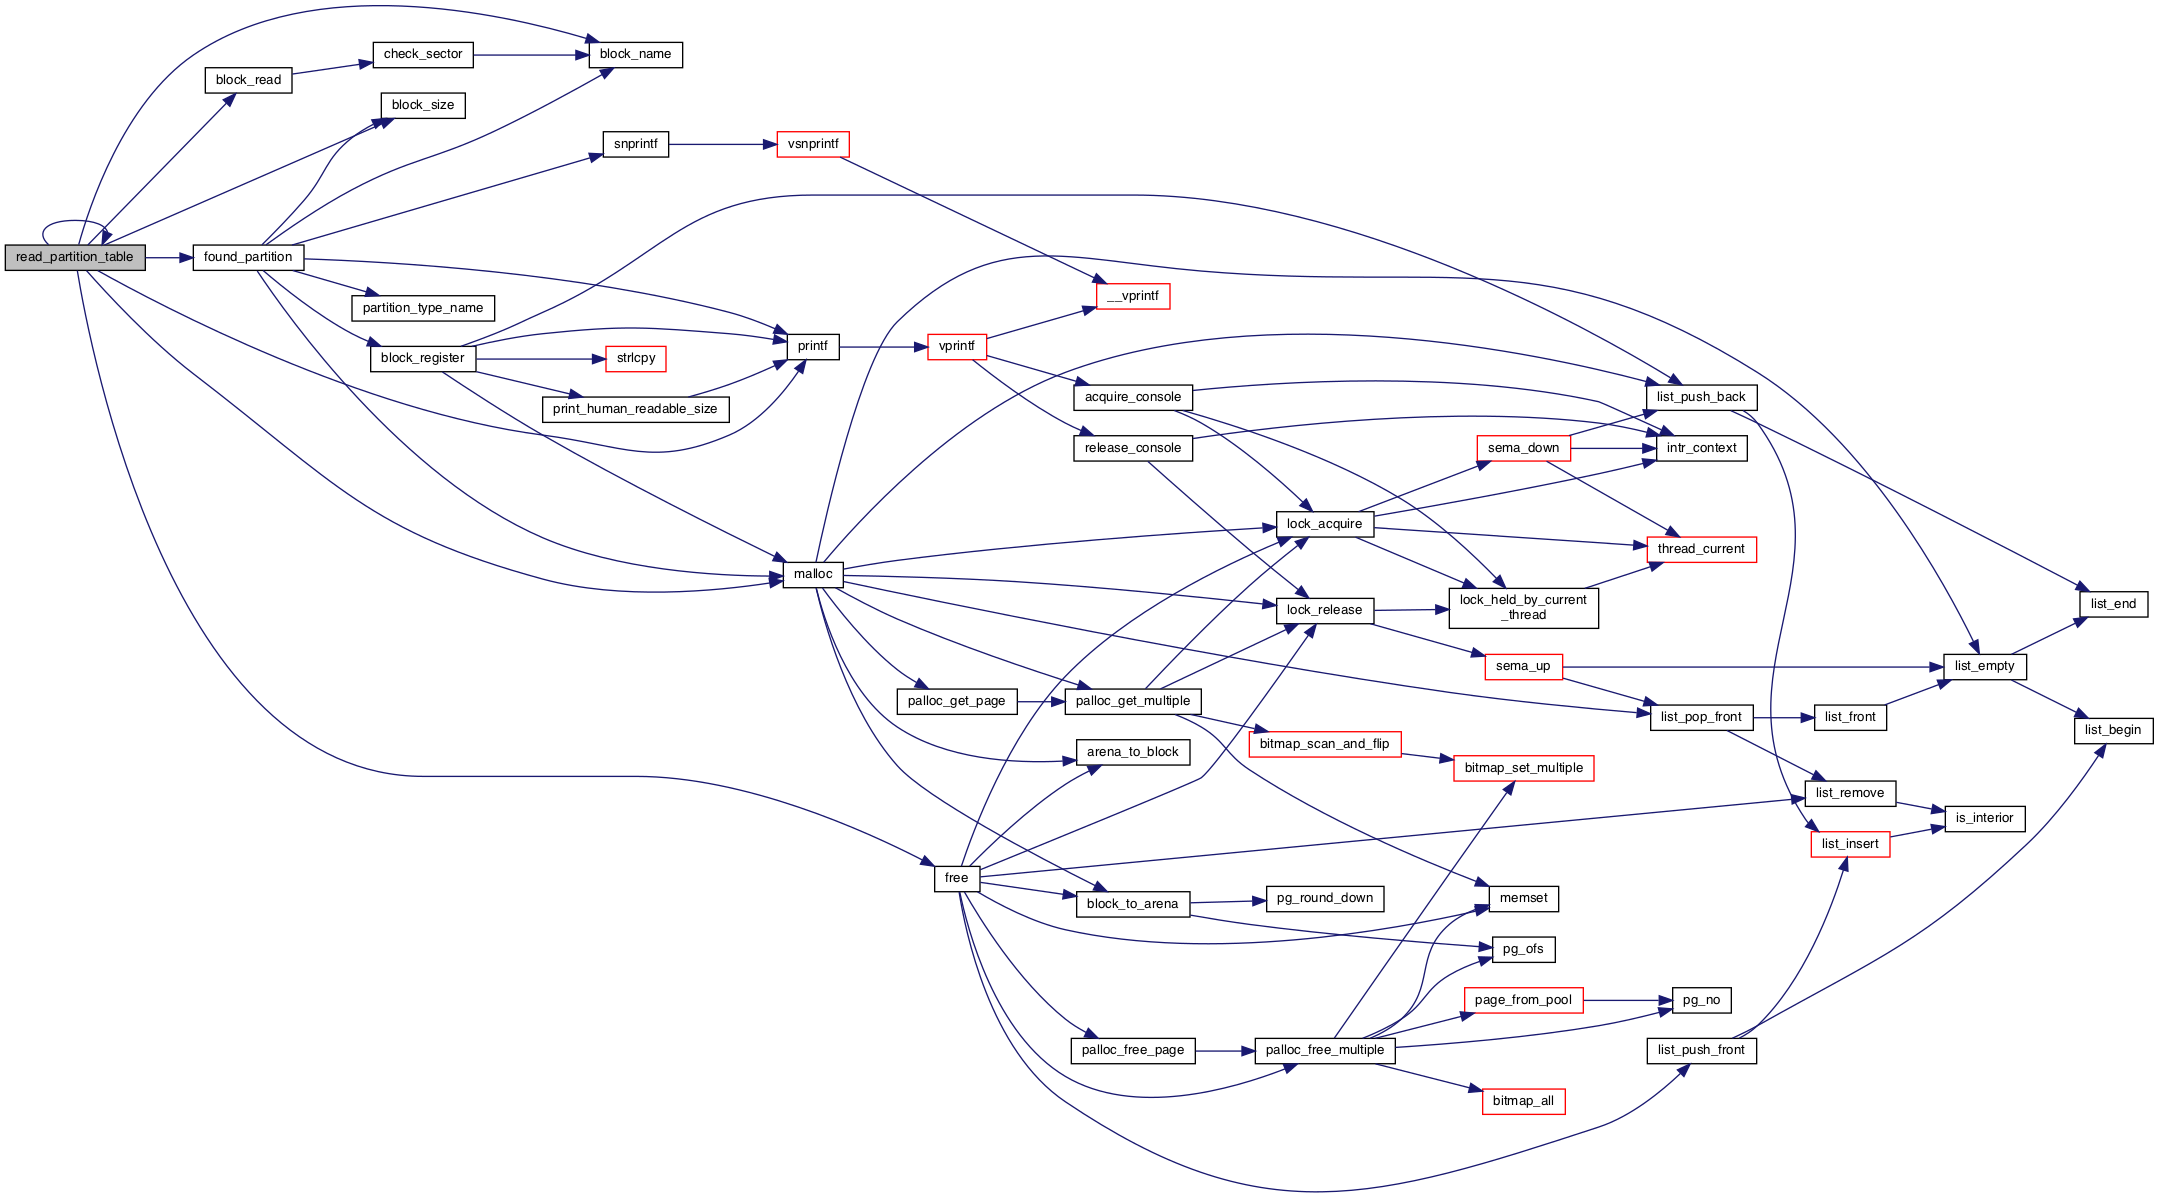 block_name
check_sector
block_read
block_size
snprintf
vsnprintf
read_partition_table
found_partition
__vprintf
partition_type_name
printf
vprintf
block_register
strlcpy
print_human_readable_size
acquire_console
list_push_back
release_console
sema_down
intr_context
lock_acquire
thread_current
malloc
lock_release
lock_held_by_current
_thread
list_end
sema_up
list_empty
palloc_get_page
palloc_get_multiple
list_pop_front
list_front
list_begin
arena_to_block
bitmap_scan_and_flip
bitmap_set_multiple
list_remove
is_interior
list_insert
free
block_to_arena
pg_round_down
memset
pg_ofs
page_from_pool
pg_no
palloc_free_page
palloc_free_multiple
list_push_front
bitmap_all